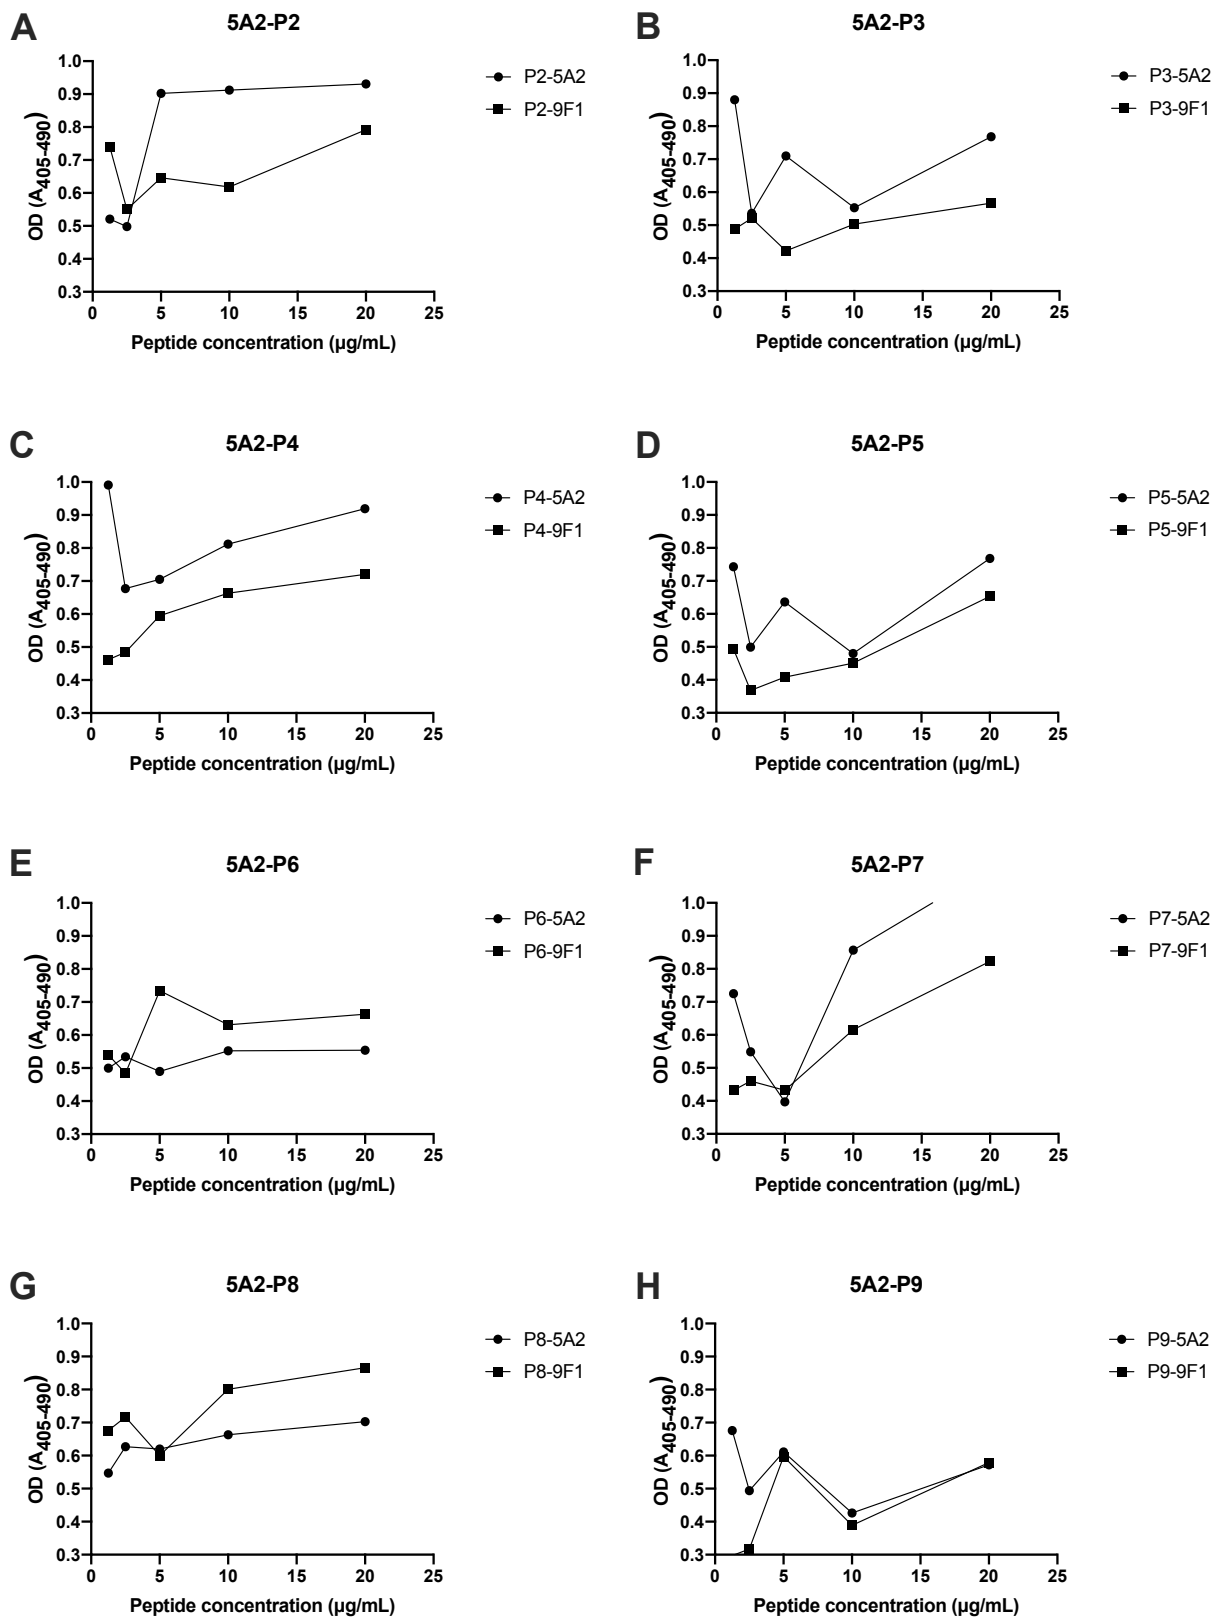 A
5A2-P2
1.0
0.9
0.8
0.7
0.6
0.5
0.4
0.3
OD (A405-490)
0 5 10 15 20 25
Peptide concentration (µg/mL)
P2-5A2
P2-9F1
B
5A2-P3
1.0
0.9
0.8
0.7
0.6
0.5
0.4
0.3
OD (A405-490)
0 5 10 15 20 25
Peptide concentration (µg/mL)
P3-5A2
P3-9F1
C
5A2-P4
1.0
0.9
0.8
0.7
0.6
0.5
0.4
0.3
OD (A405-490)
0 5 10 15 20 25
Peptide concentration (µg/mL)
P4-5A2
P4-9F1
D
5A2-P5
1.0
0.9
0.8
0.7
0.6
0.5
0.4
0.3
OD (A405-490)
0 5 10 15 20 25
Peptide concentration (µg/mL)
P5-5A2
P5-9F1
E
5A2-P6
1.0
0.9
0.8
0.7
0.6
0.5
0.4
0.3
OD (A405-490)
0 5 10 15 20 25
Peptide concentration (µg/mL)
P6-5A2
P6-9F1
F
5A2-P7
1.0
0.9
0.8
0.7
0.6
0.5
0.4
0.3
OD (A405-490)
0 5 10 15 20 25
Peptide concentration (µg/mL)
P7-5A2
P7-9F1
G
5A2-P8
1.0
0.9
0.8
0.7
0.6
0.5
0.4
0.3
OD (A405-490)
0 5 10 15 20 25
Peptide concentration (µg/mL)
P8-5A2
P8-9F1
H
5A2-P9
1.0
0.9
0.8
0.7
0.6
0.5
0.4
0.3
OD (A405-490)
0 5 10 15 20 25
Peptide concentration (µg/mL)
P9-5A2
P9-9F1